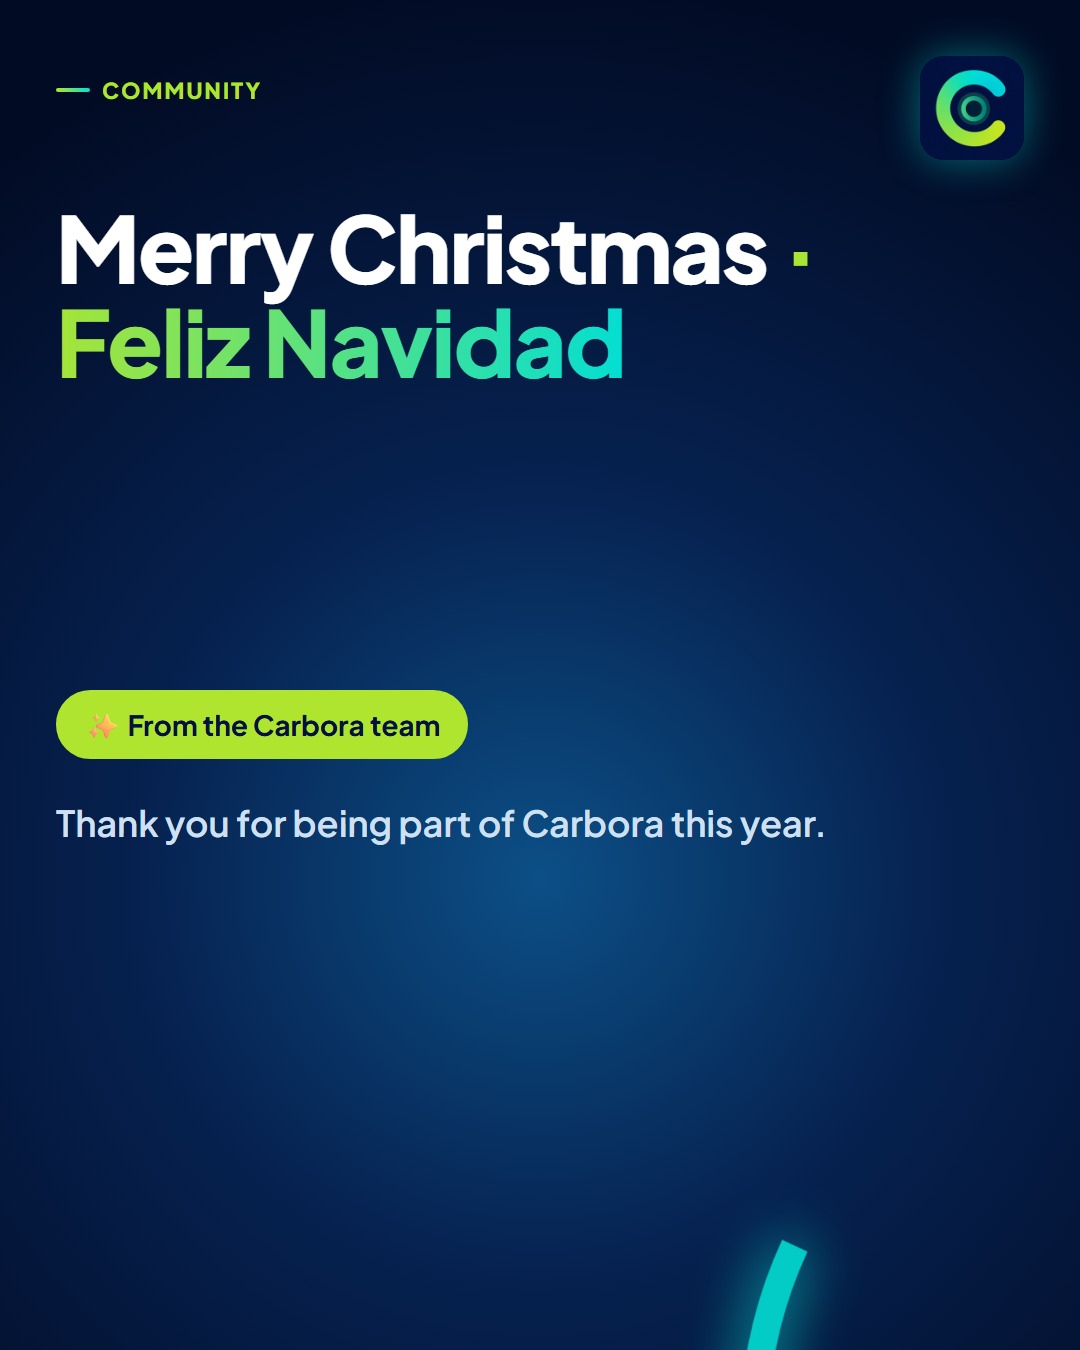 COMMUNITY
Merry Christmas ·
Feliz Navidad
✨ From the Carbora team
Thank you for being part of Carbora this year.